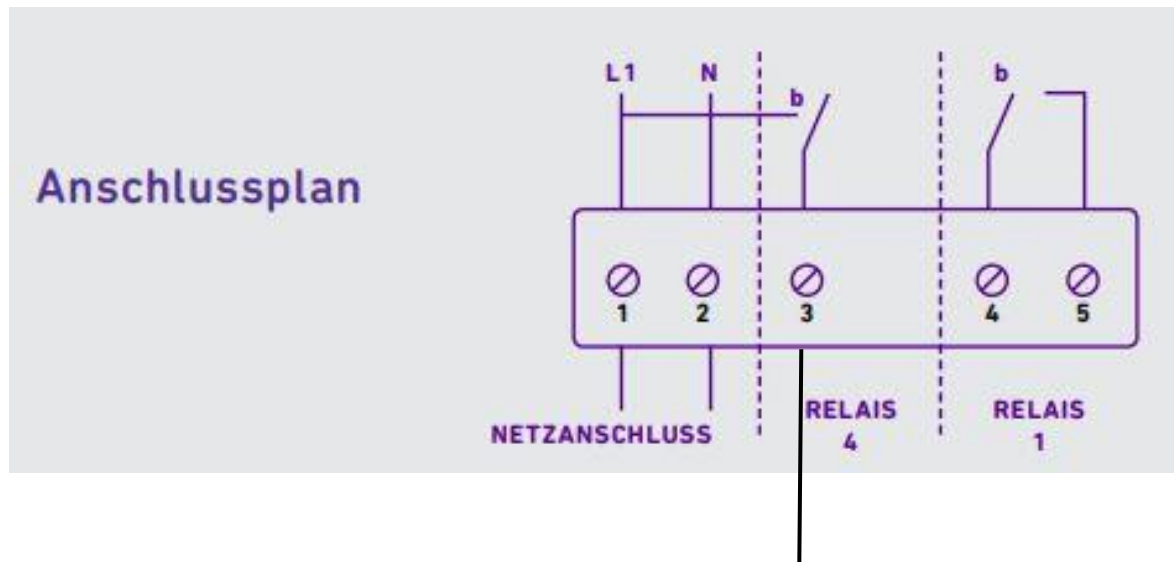 L1 N b b
Anschlussplan
1 2 3 4 5
NETZANSCHLUSS
RELAIS
4
RELAIS
1